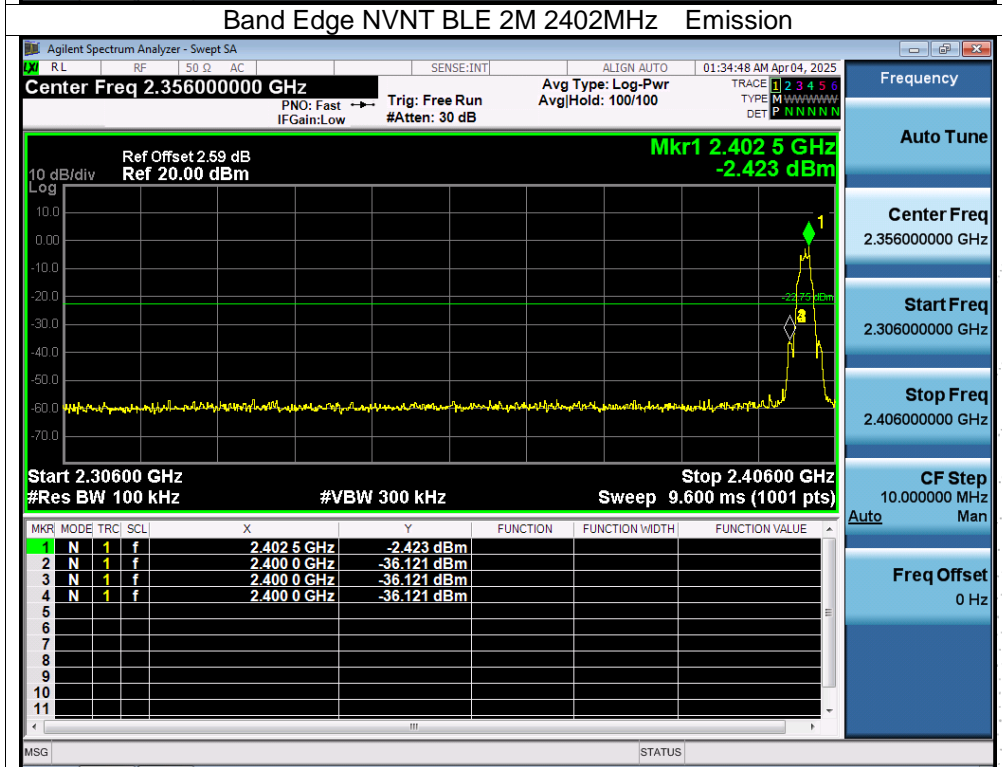 Band Edge NVNT BLE 2M 2402MHz Emission
Agilent Spectrum Analyzer - Swept SA
LXI RL RF 50 Ω AC SENSE:INT ALIGN AUTO 01:34:48 AM Apr 04, 2025
Center Freq 2.356000000 GHz
PNO: Fast
IFGain:Low
Trig: Free Run
#Atten: 30 dB
Avg Type: Log-Pwr
Avg|Hold: 100/100
TRACE 1 2 3 4 5 6
TYPE M WWWWW
DET P N N N N N
Ref Offset 2.59 dB
10 dB/div Ref 20.00 dBm
Log
Mkr1 2.402 5 GHz
-2.423 dBm
10.0
0.00
-10.0
-20.0
-30.0
-40.0
-50.0
-60.0
-70.0
1
-22.75 dBm
Start 2.30600 GHz Stop 2.40600 GHz
#Res BW 100 kHz #VBW 300 kHz Sweep 9.600 ms (1001 pts)
MKR MODE TRC SCL X Y FUNCTION FUNCTION WIDTH FUNCTION VALUE
1 N 1 f 2.402 5 GHz -2.423 dBm
2 N 1 f 2.400 0 GHz -36.121 dBm
3 N 1 f 2.400 0 GHz -36.121 dBm
4 N 1 f 2.400 0 GHz -36.121 dBm
5
6
7
8
9
10
11
MSG STATUS
Frequency
Auto Tune
Center Freq
2.356000000 GHz
Start Freq
2.306000000 GHz
Stop Freq
2.406000000 GHz
CF Step
10.000000 MHz
Auto Man
Freq Offset
0 Hz